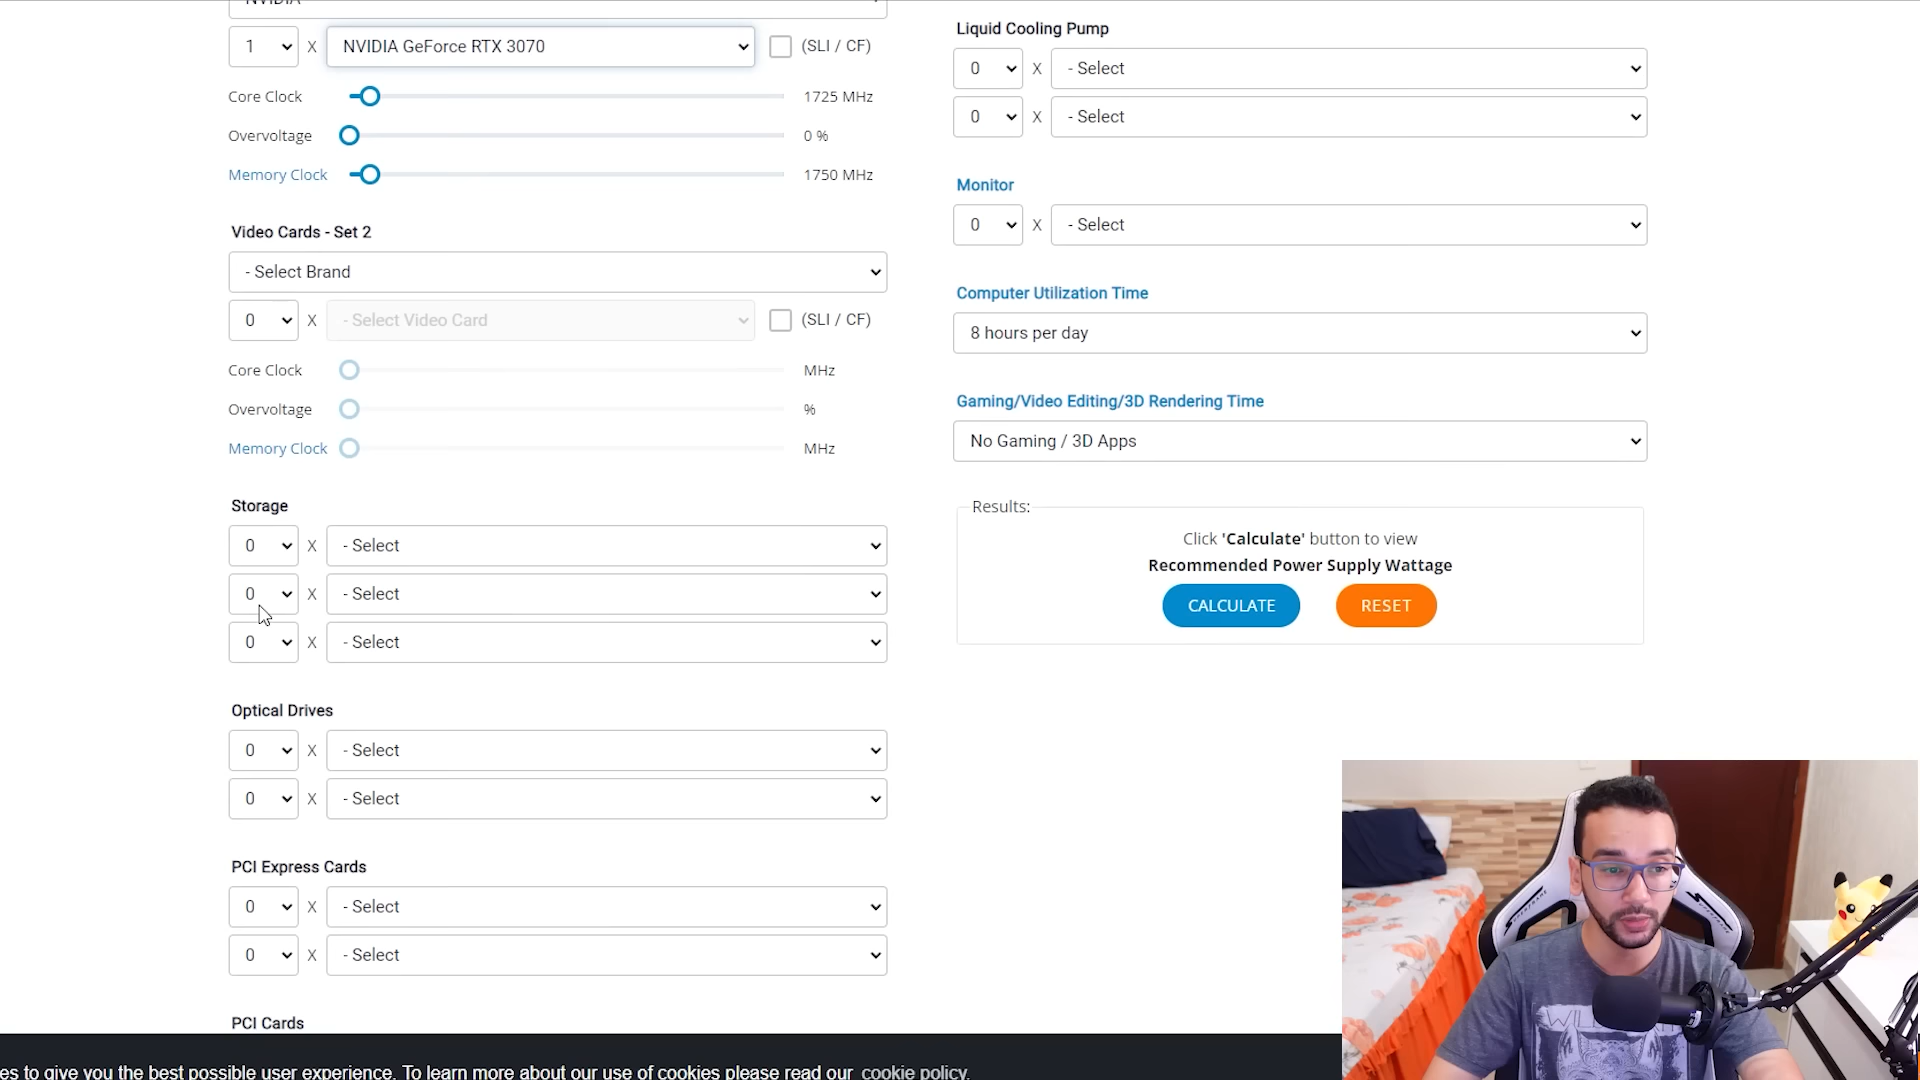 NVIDIA
1 X NVIDIA GeForce RTX 3070 (SLI / CF)
Core Clock 1725 MHz
Overvoltage 0 %
Memory Clock 1750 MHz
Video Cards - Set 2
- Select Brand
0 X - Select Video Card (SLI / CF)
Core Clock MHz
Overvoltage %
Memory Clock MHz
Storage
0 X - Select
0 X - Select
0 X - Select
Optical Drives
0 X - Select
0 X - Select
PCI Express Cards
0 X - Select
0 X - Select
PCI Cards
Liquid Cooling Pump
0 X - Select
0 X - Select
Monitor
0 X - Select
Computer Utilization Time
8 hours per day
Gaming/Video Editing/3D Rendering Time
No Gaming / 3D Apps
Results:
Click 'Calculate' button to view
Recommended Power Supply Wattage
CALCULATE RESET
es to give you the best possible user experience. To learn more about our use of cookies please read our cookie policy.